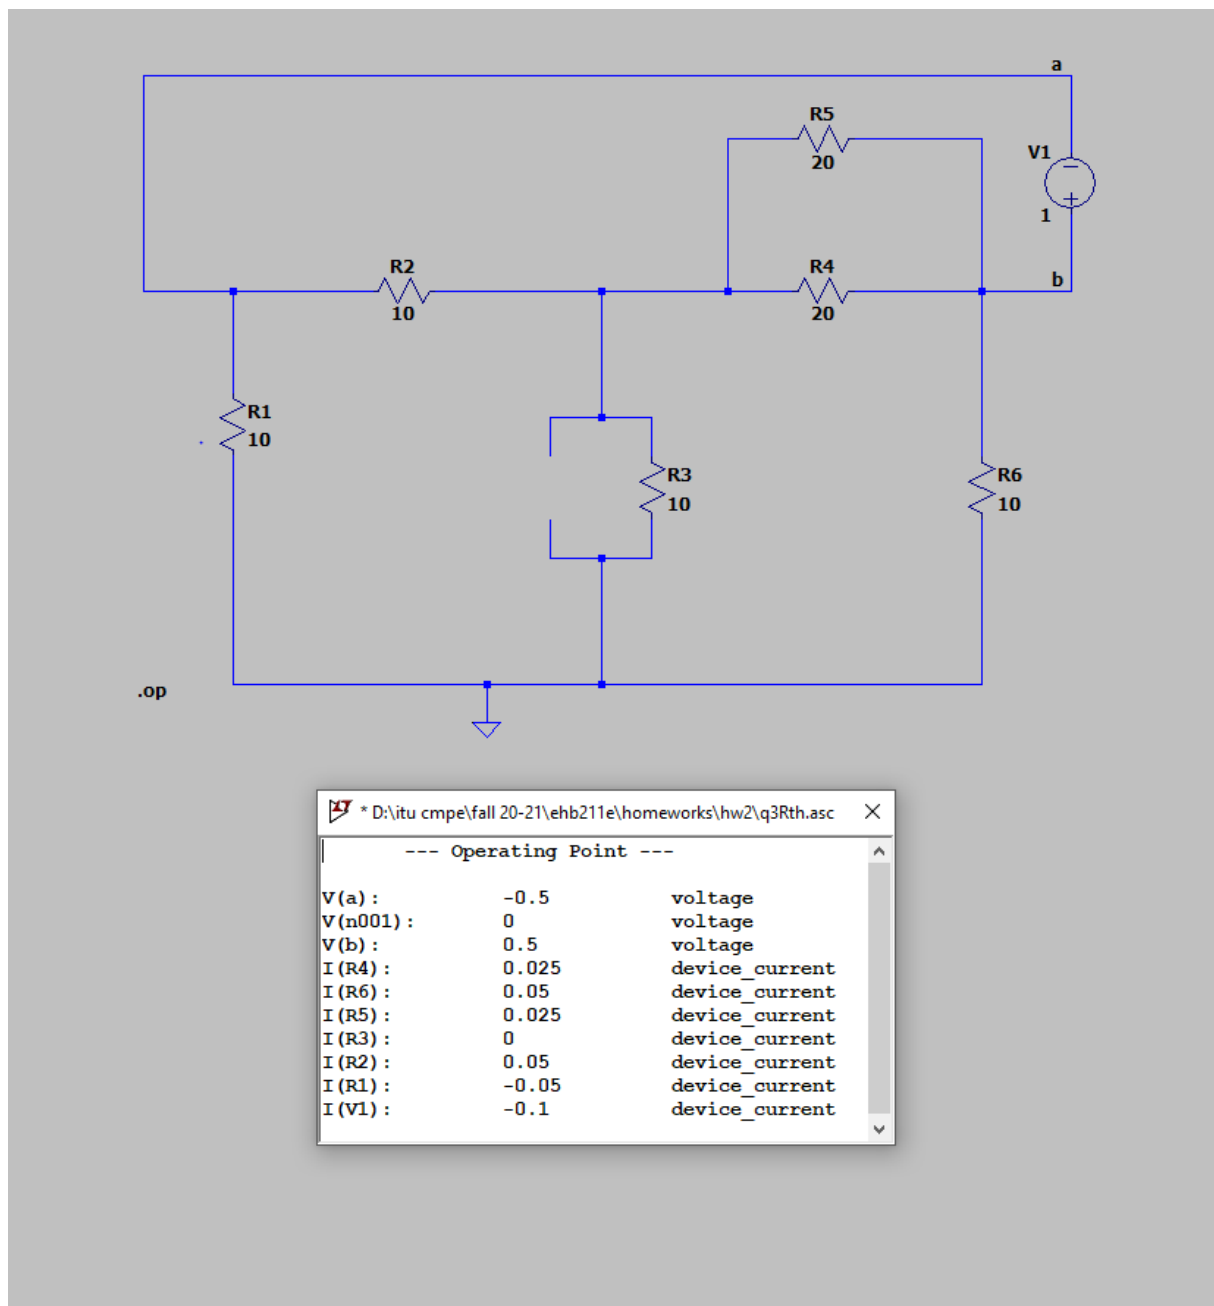 a
R5
20
V1
1
b
R2
10
R4
20
R1
10
R3
10
R6
10
.op
* D:\itu cmpe\fall 20-21\ehb211e\homeworks\hw2\q3Rth.asc
--- Operating Point ---
V(a): -0.5 voltage
V(n001): 0 voltage
V(b): 0.5 voltage
I(R4): 0.025 device_current
I(R6): 0.05 device_current
I(R5): 0.025 device_current
I(R3): 0 device_current
I(R2): 0.05 device_current
I(R1): -0.05 device_current
I(V1): -0.1 device_current